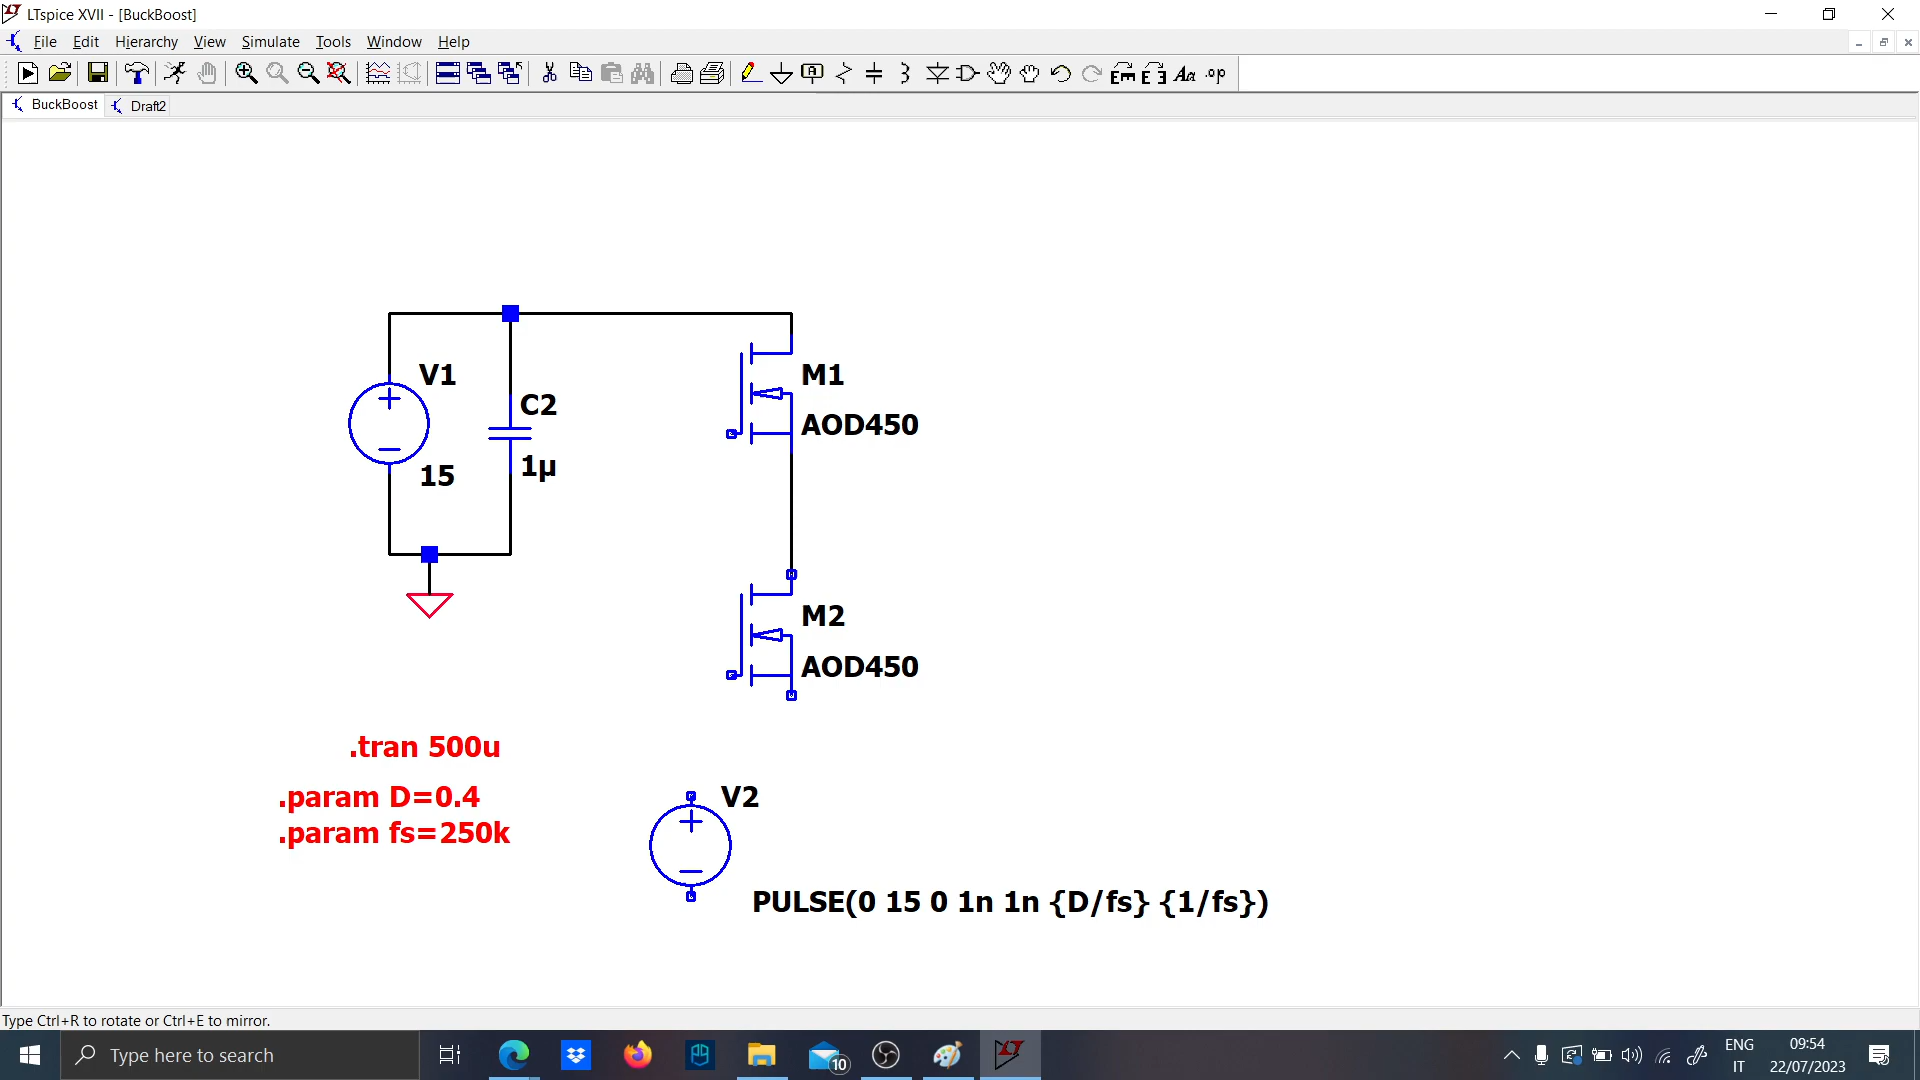 LTspice XVII - [BuckBoost]
File Edit Hierarchy View Simulate Tools Window Help
BuckBoost Draft2
V1
15
C2
1µ
M1
AOD450
M2
AOD450
.tran 500u
.param D=0.4
.param fs=250k
V2
PULSE(0 15 0 1n 1n {D/fs} {1/fs})
Type Ctrl+R to rotate or Ctrl+E to mirror.
Type here to search
10
ENG
IT
09:54
22/07/2023